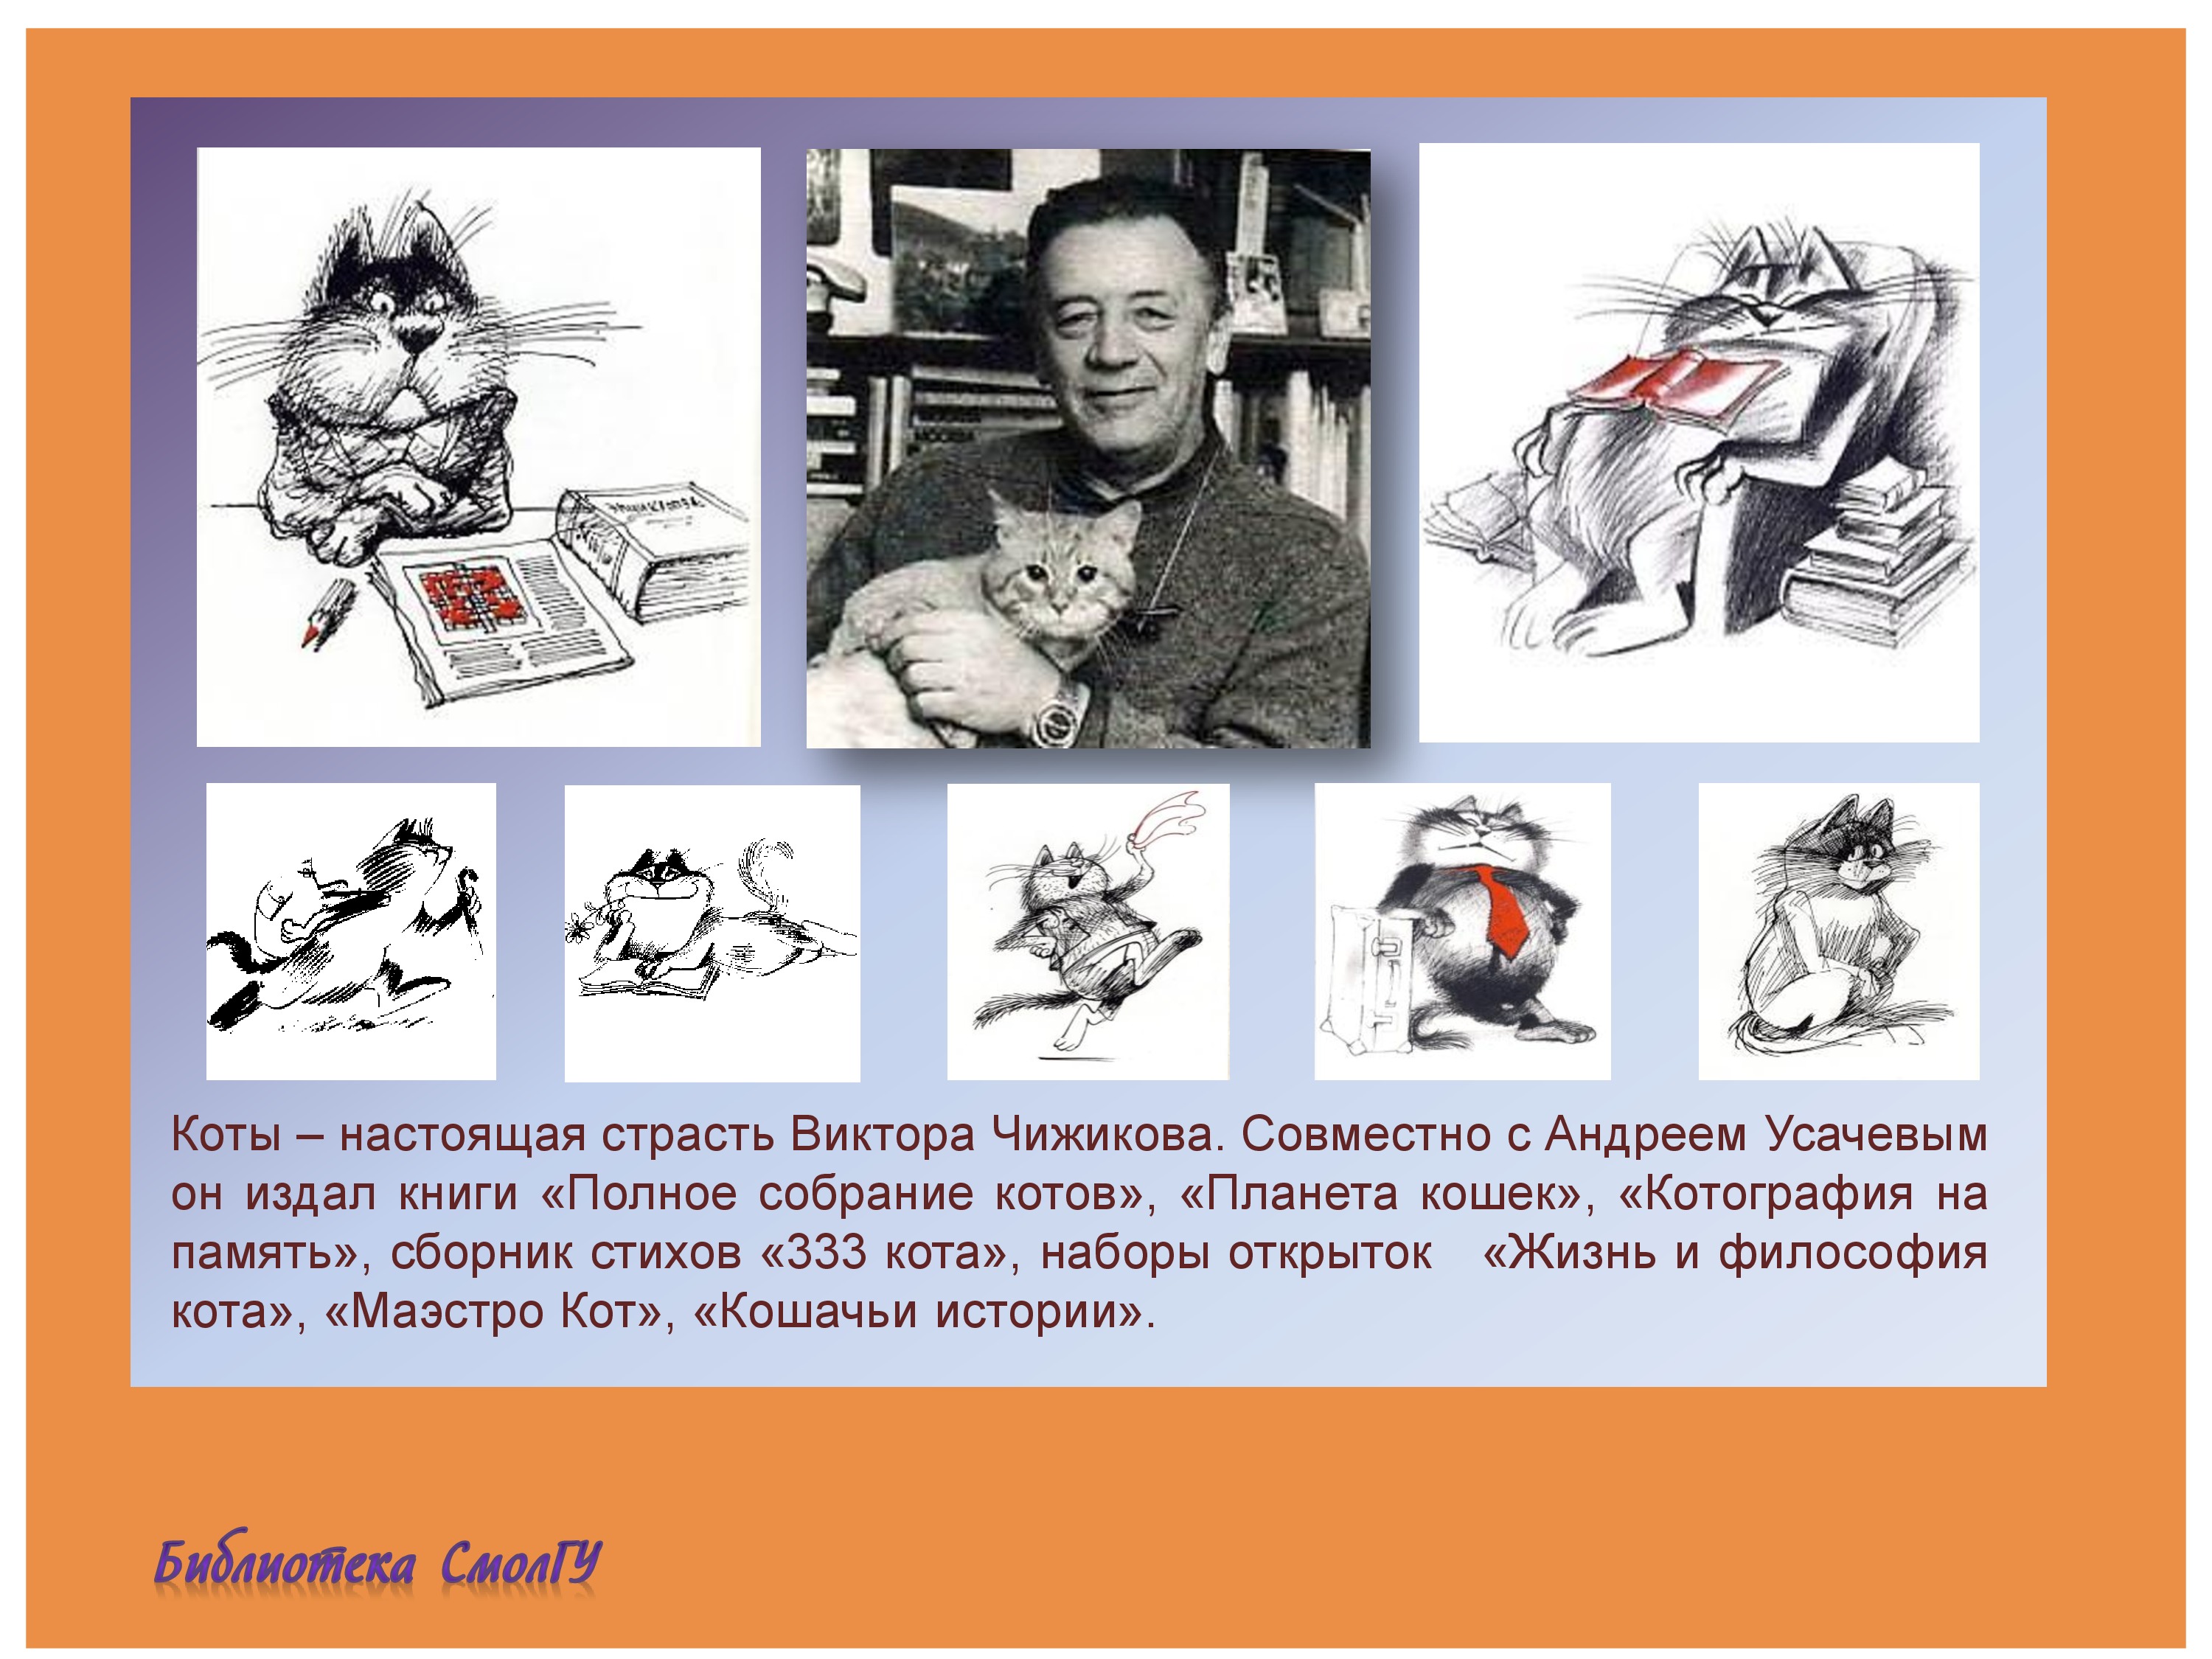 МОСКВА
Коты – настоящая страсть Виктора Чижикова. Совместно с Андреем Усачевым
он издал книги «Полное собрание котов», «Планета кошек», «Котография на
память», сборник стихов «333 кота», наборы открыток «Жизнь и философия
кота», «Маэстро Кот», «Кошачьи истории».
Библиотека СмолГУ